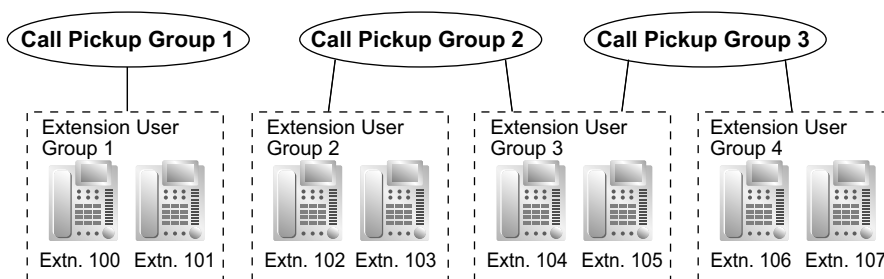 Call Pickup Group 1
Call Pickup Group 2
Call Pickup Group 3
Extension User
Group 1
Extn. 100
Extn. 101
Extension User
Group 2
Extn. 102
Extn. 103
Extension User
Group 3
Extn. 104
Extn. 105
Extension User
Group 4
Extn. 106
Extn. 107